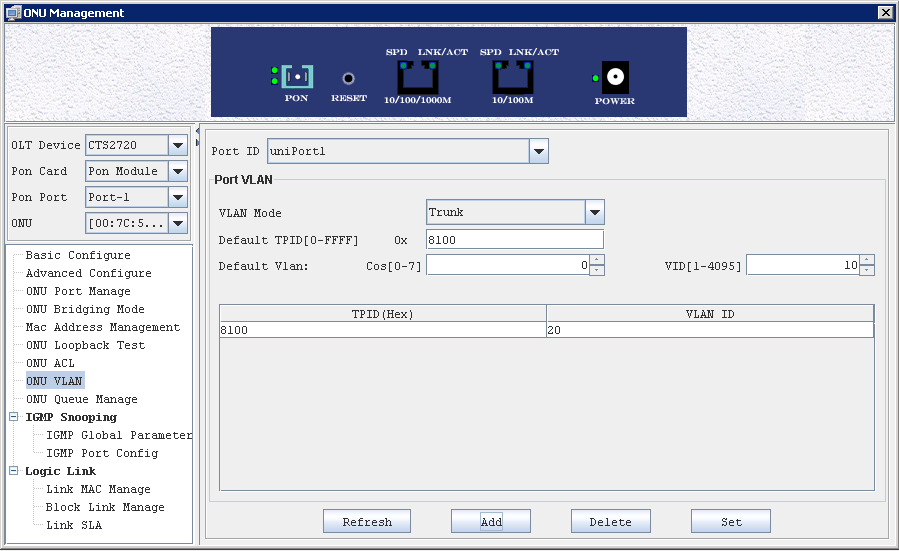 ONU Management
SPD LNK/ACT SPD LNK/ACT
PON RESET 10/100/1000M 10/100M POWER
OLT Device CTS2720
Pon Card Pon Module
Pon Port Port-1
ONU [00:7C:5...
Basic Configure
Advanced Configure
ONU Port Manage
ONU Bridging Mode
Mac Address Management
ONU Loopback Test
ONU ACL
ONU VLAN
ONU Queue Manage
IGMP Snooping
IGMP Global Parameter
IGMP Port Config
Logic Link
Link MAC Manage
Block Link Manage
Link SLA
Port ID uniPort1
Port VLAN
VLAN Mode Trunk
Default TPID[0-FFFF] 0x 8100
Default Vlan: Cos[0-7] 0 VID[1-4095] 10
TPID(Hex) VLAN ID
8100 20
Refresh Add Delete Set